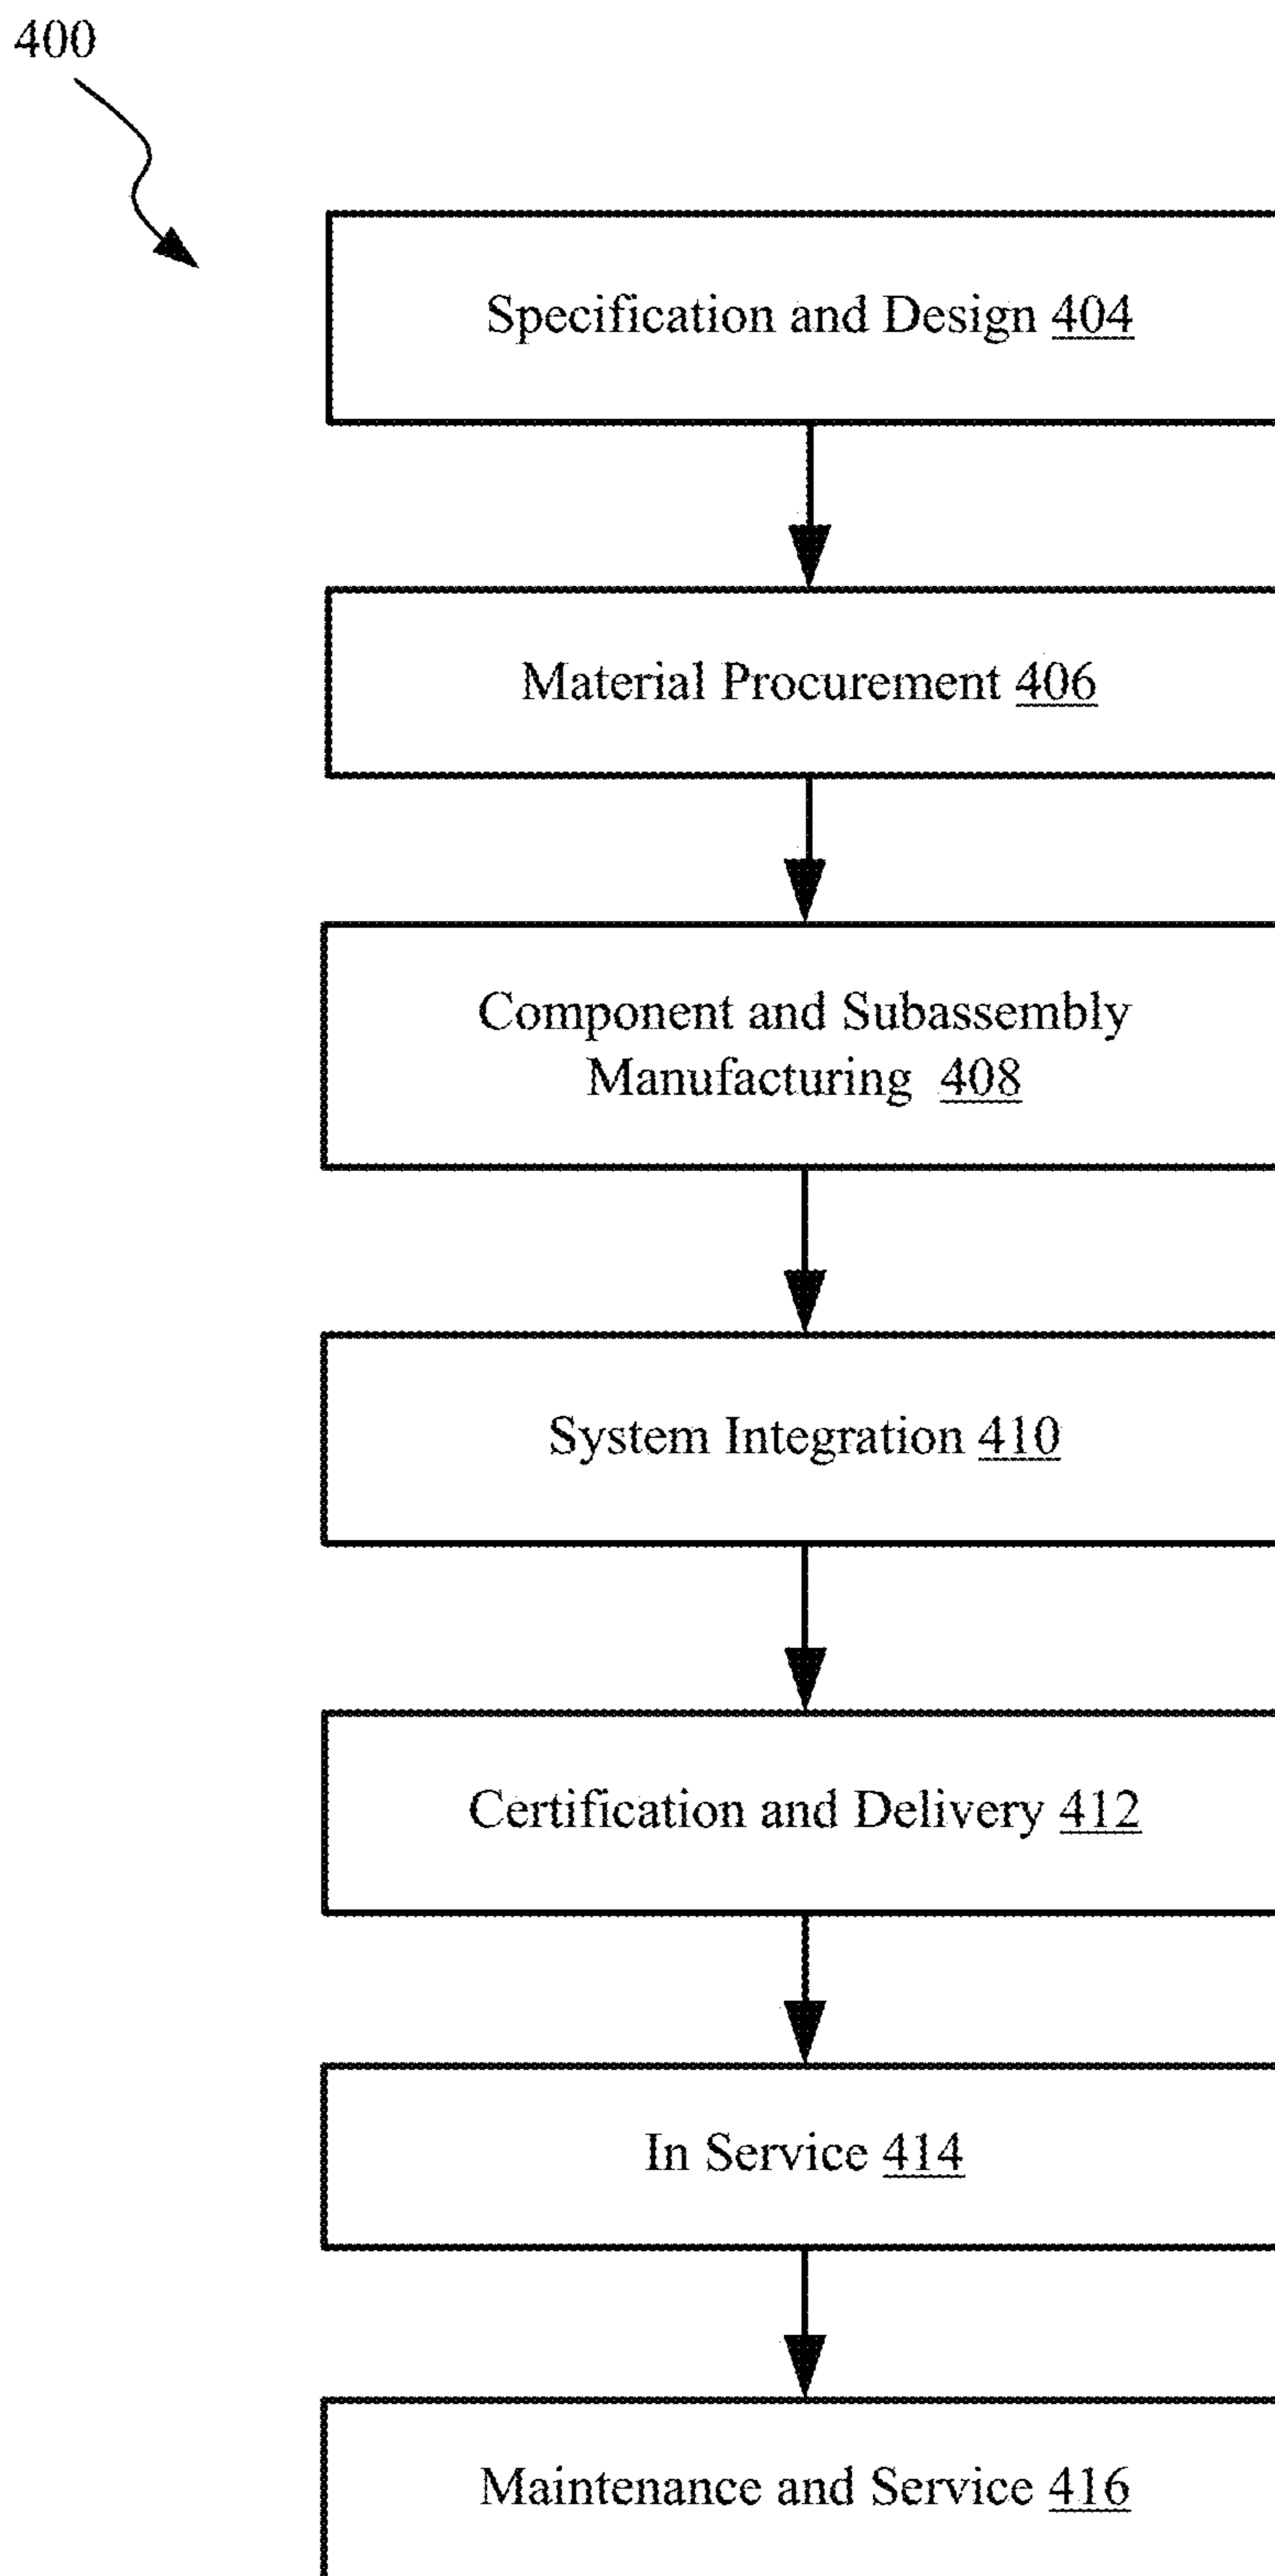 400
Specification and Design 404
Material Procurement 406
Component and Subassembly
Manufacturing 408
System Integration 410
Certification and Delivery 412
In Service 414
Maintenance and Service 416